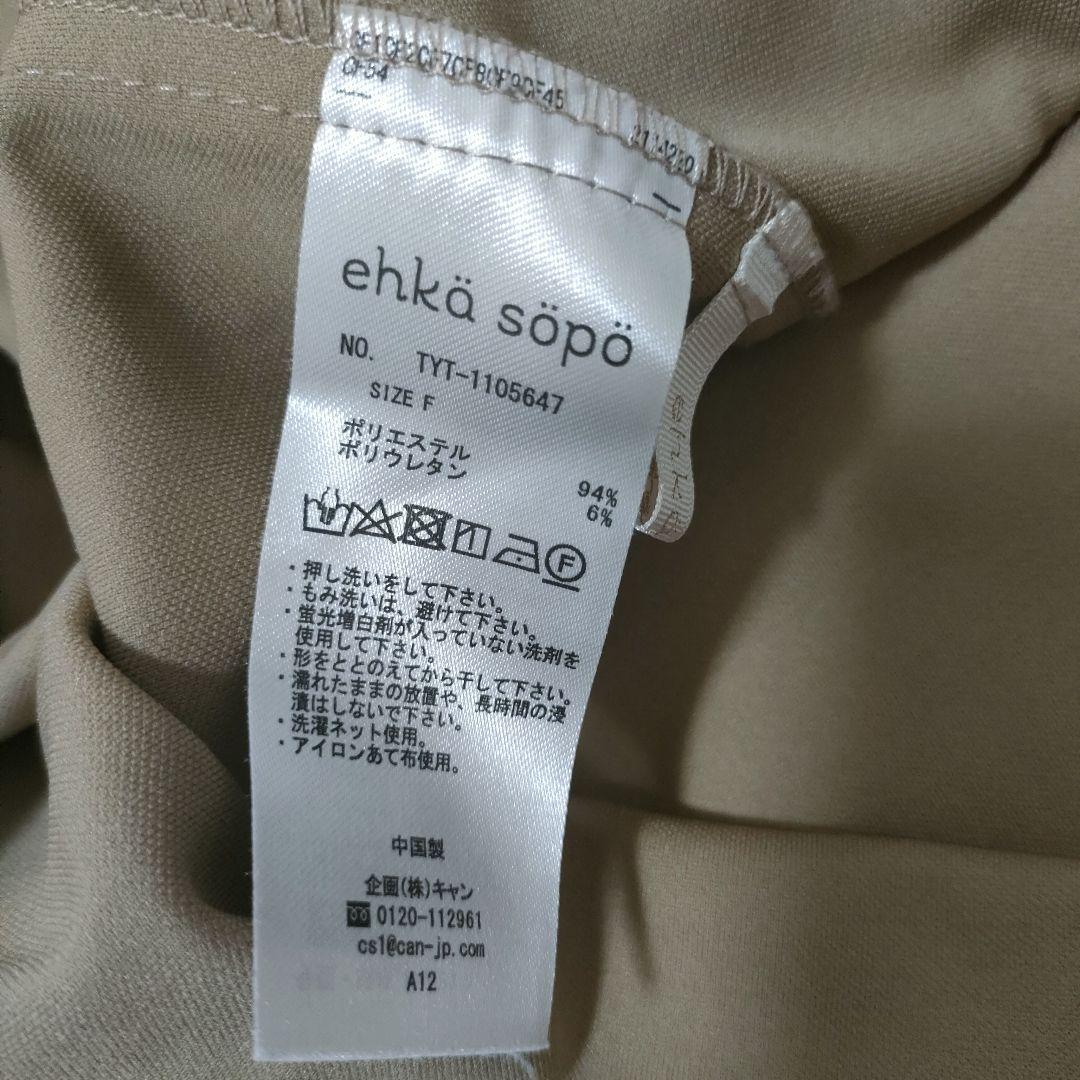 CF1CF2CF7CF8CF9CF45
CF54
ehkä söpö
NO. TYT-1105647
SIZE F
ポリエステル 94%
ポリウレタン 6%
F
・押し洗いをして下さい。
・もみ洗いは、避けて下さい。
・蛍光増白剤が入っていない洗剤を
使用して下さい。
・形をととのえてから干して下さい。
・濡れたままの放置や、長時間の浸
漬はしないで下さい。
・洗濯ネット使用。
・アイロンあて布使用。
中国製
企画(株)キャン
0120-112961
cs1@can-jp.com
A12